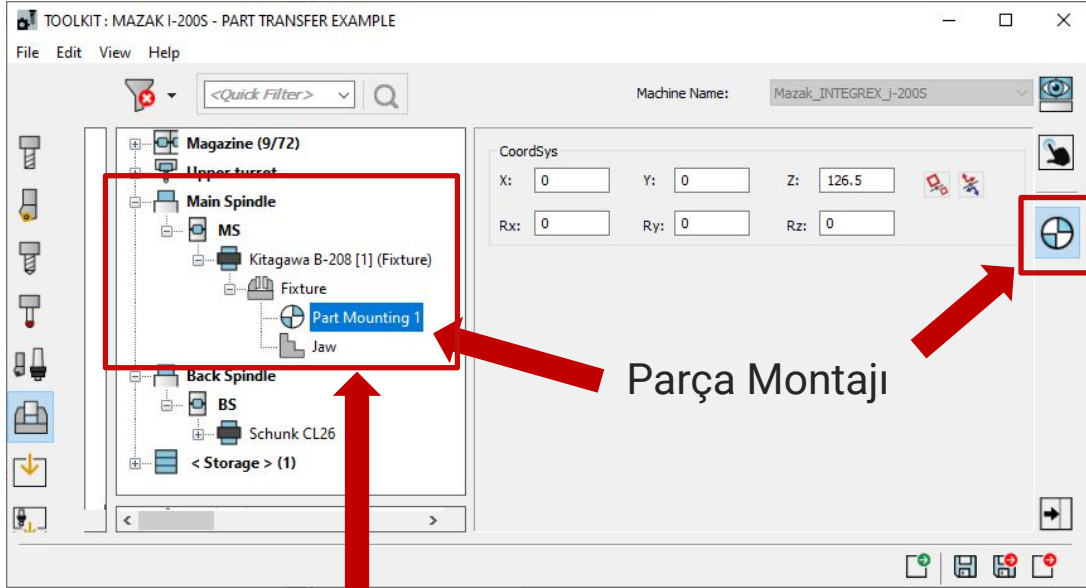 TOOLKIT : MAZAK I-200S - PART TRANSFER EXAMPLE
File Edit View Help
<Quick Filter>
Machine Name:
Mazak_INTEGREX_i-200S
Magazine (9/72)
Upper turret
Main Spindle
MS
Kitagawa B-208 [1] (Fixture)
Fixture
Part Mounting 1
Jaw
Back Spindle
BS
Schunk CL26
< Storage > (1)
CoordSys
X: 0 Y: 0 Z: 126.5
Rx: 0 Ry: 0 Rz: 0
Parça Montajı